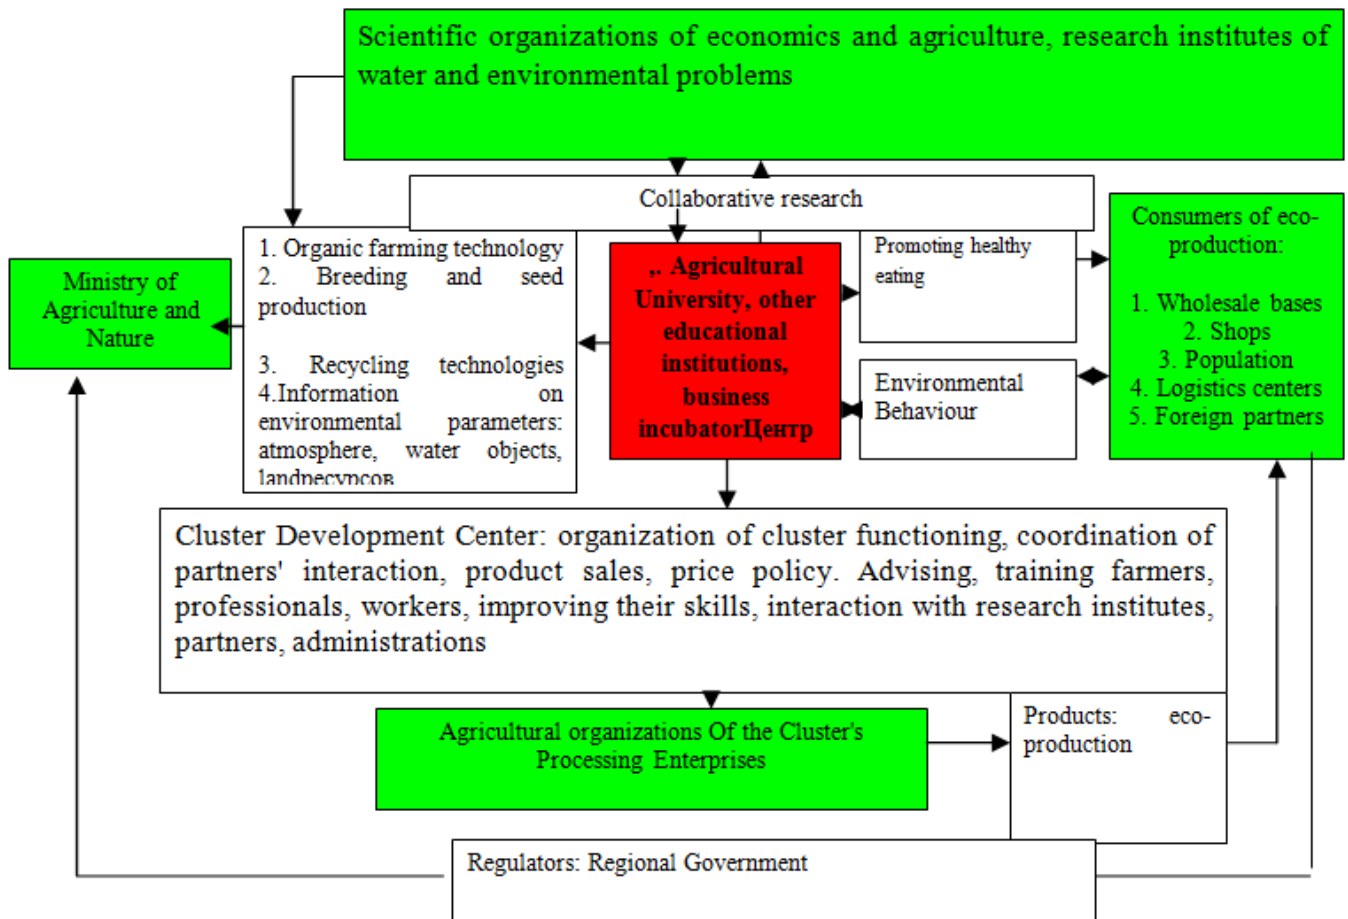 Scientific organizations of economics and agriculture, research institutes of
water and environmental problems
Collaborative research
Ministry of
Agriculture and
Nature
1. Organic farming technology
2. Breeding and seed
production
3. Recycling technologies
4.Information on
environmental parameters:
atmosphere, water objects,
landресурсов
,. Agricultural
University, other
educational
institutions,
business
incubatorЦентр
Promoting healthy
eating
Environmental
Behaviour
Consumers of eco-
production:
1. Wholesale bases
2. Shops
3. Population
4. Logistics centers
5. Foreign partners
Cluster Development Center: organization of cluster functioning, coordination of
partners' interaction, product sales, price policy. Advising, training farmers,
professionals, workers, improving their skills, interaction with research institutes,
partners, administrations
Agricultural organizations Of the Cluster's
Processing Enterprises
Products: eco-
production
Regulators: Regional Government